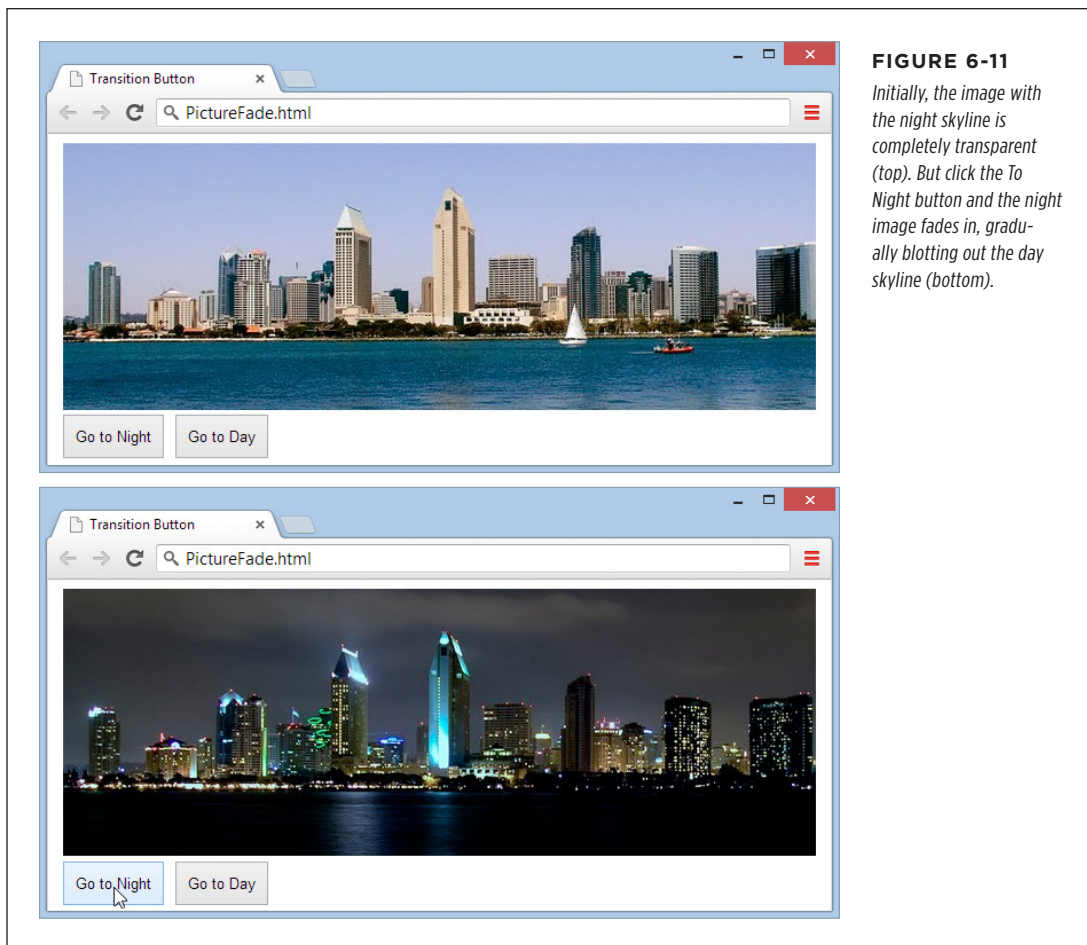 Transition Button
PictureFade.html
Go to Night
Go to Day
Transition Button
PictureFade.html
Go to Night
Go to Day
FIGURE 6-11
Initially, the image with
the night skyline is
completely transparent
(top). But click the To
Night button and the night
image fades in, gradu-
ally blotting out the day
skyline (bottom).